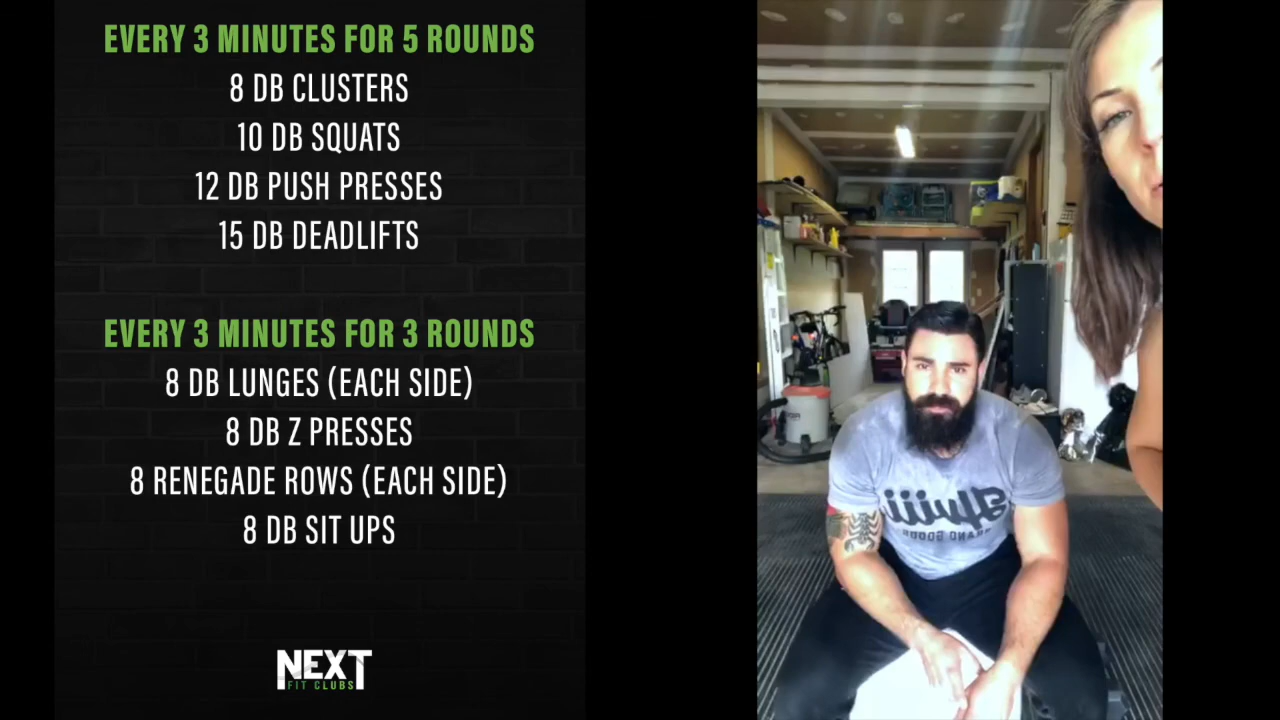 EVERY 3 MINUTES FOR 5 ROUNDS
8 DB CLUSTERS
10 DB SQUATS
12 DB PUSH PRESSES
15 DB DEADLIFTS
EVERY 3 MINUTES FOR 3 ROUNDS
8 DB LUNGES (EACH SIDE)
8 DB Z PRESSES
8 RENEGADE ROWS (EACH SIDE)
8 DB SIT UPS
NEXT
FIT CLUBS